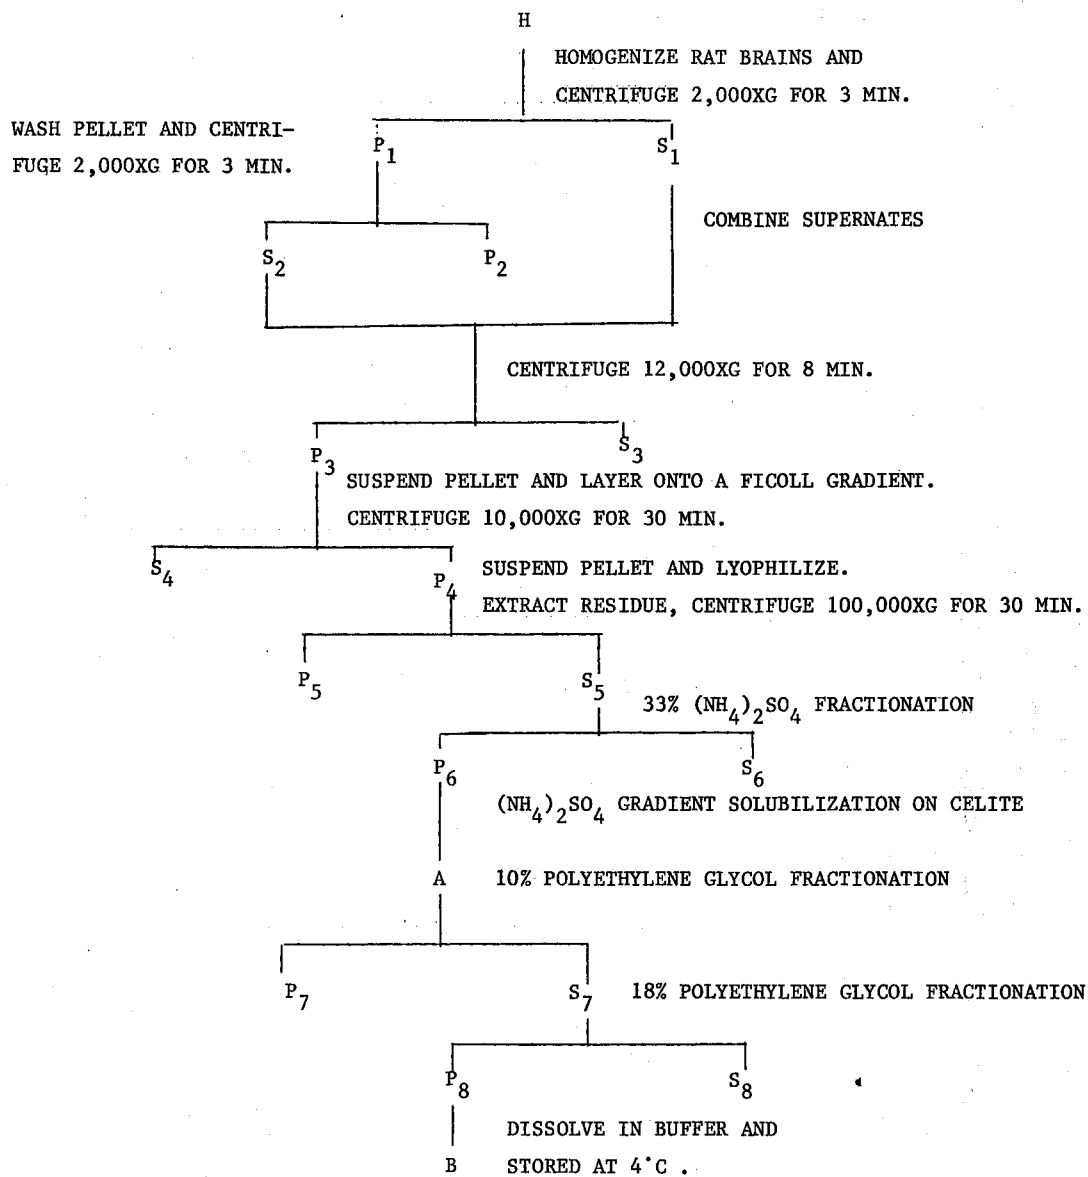 H
HOMOGENIZE RAT BRAINS AND
CENTRIFUGE 2,000XG FOR 3 MIN.
WASH PELLET AND CENTRI-
FUGE 2,000XG FOR 3 MIN.
P1
S1
COMBINE SUPERNATES
S2
P2
CENTRIFUGE 12,000XG FOR 8 MIN.
P3
S3
SUSPEND PELLET AND LAYER ONTO A FICOLL GRADIENT.
CENTRIFUGE 10,000XG FOR 30 MIN.
S4
P4
SUSPEND PELLET AND LYOPHILIZE.
EXTRACT RESIDUE, CENTRIFUGE 100,000XG FOR 30 MIN.
P5
S5
33% (NH4)2SO4 FRACTIONATION
P6
S6
(NH4)2SO4 GRADIENT SOLUBILIZATION ON CELITE
A
10% POLYETHYLENE GLYCOL FRACTIONATION
P7
S7
18% POLYETHYLENE GLYCOL FRACTIONATION
P8
S8
DISSOLVE IN BUFFER AND
B
STORED AT 4°C .